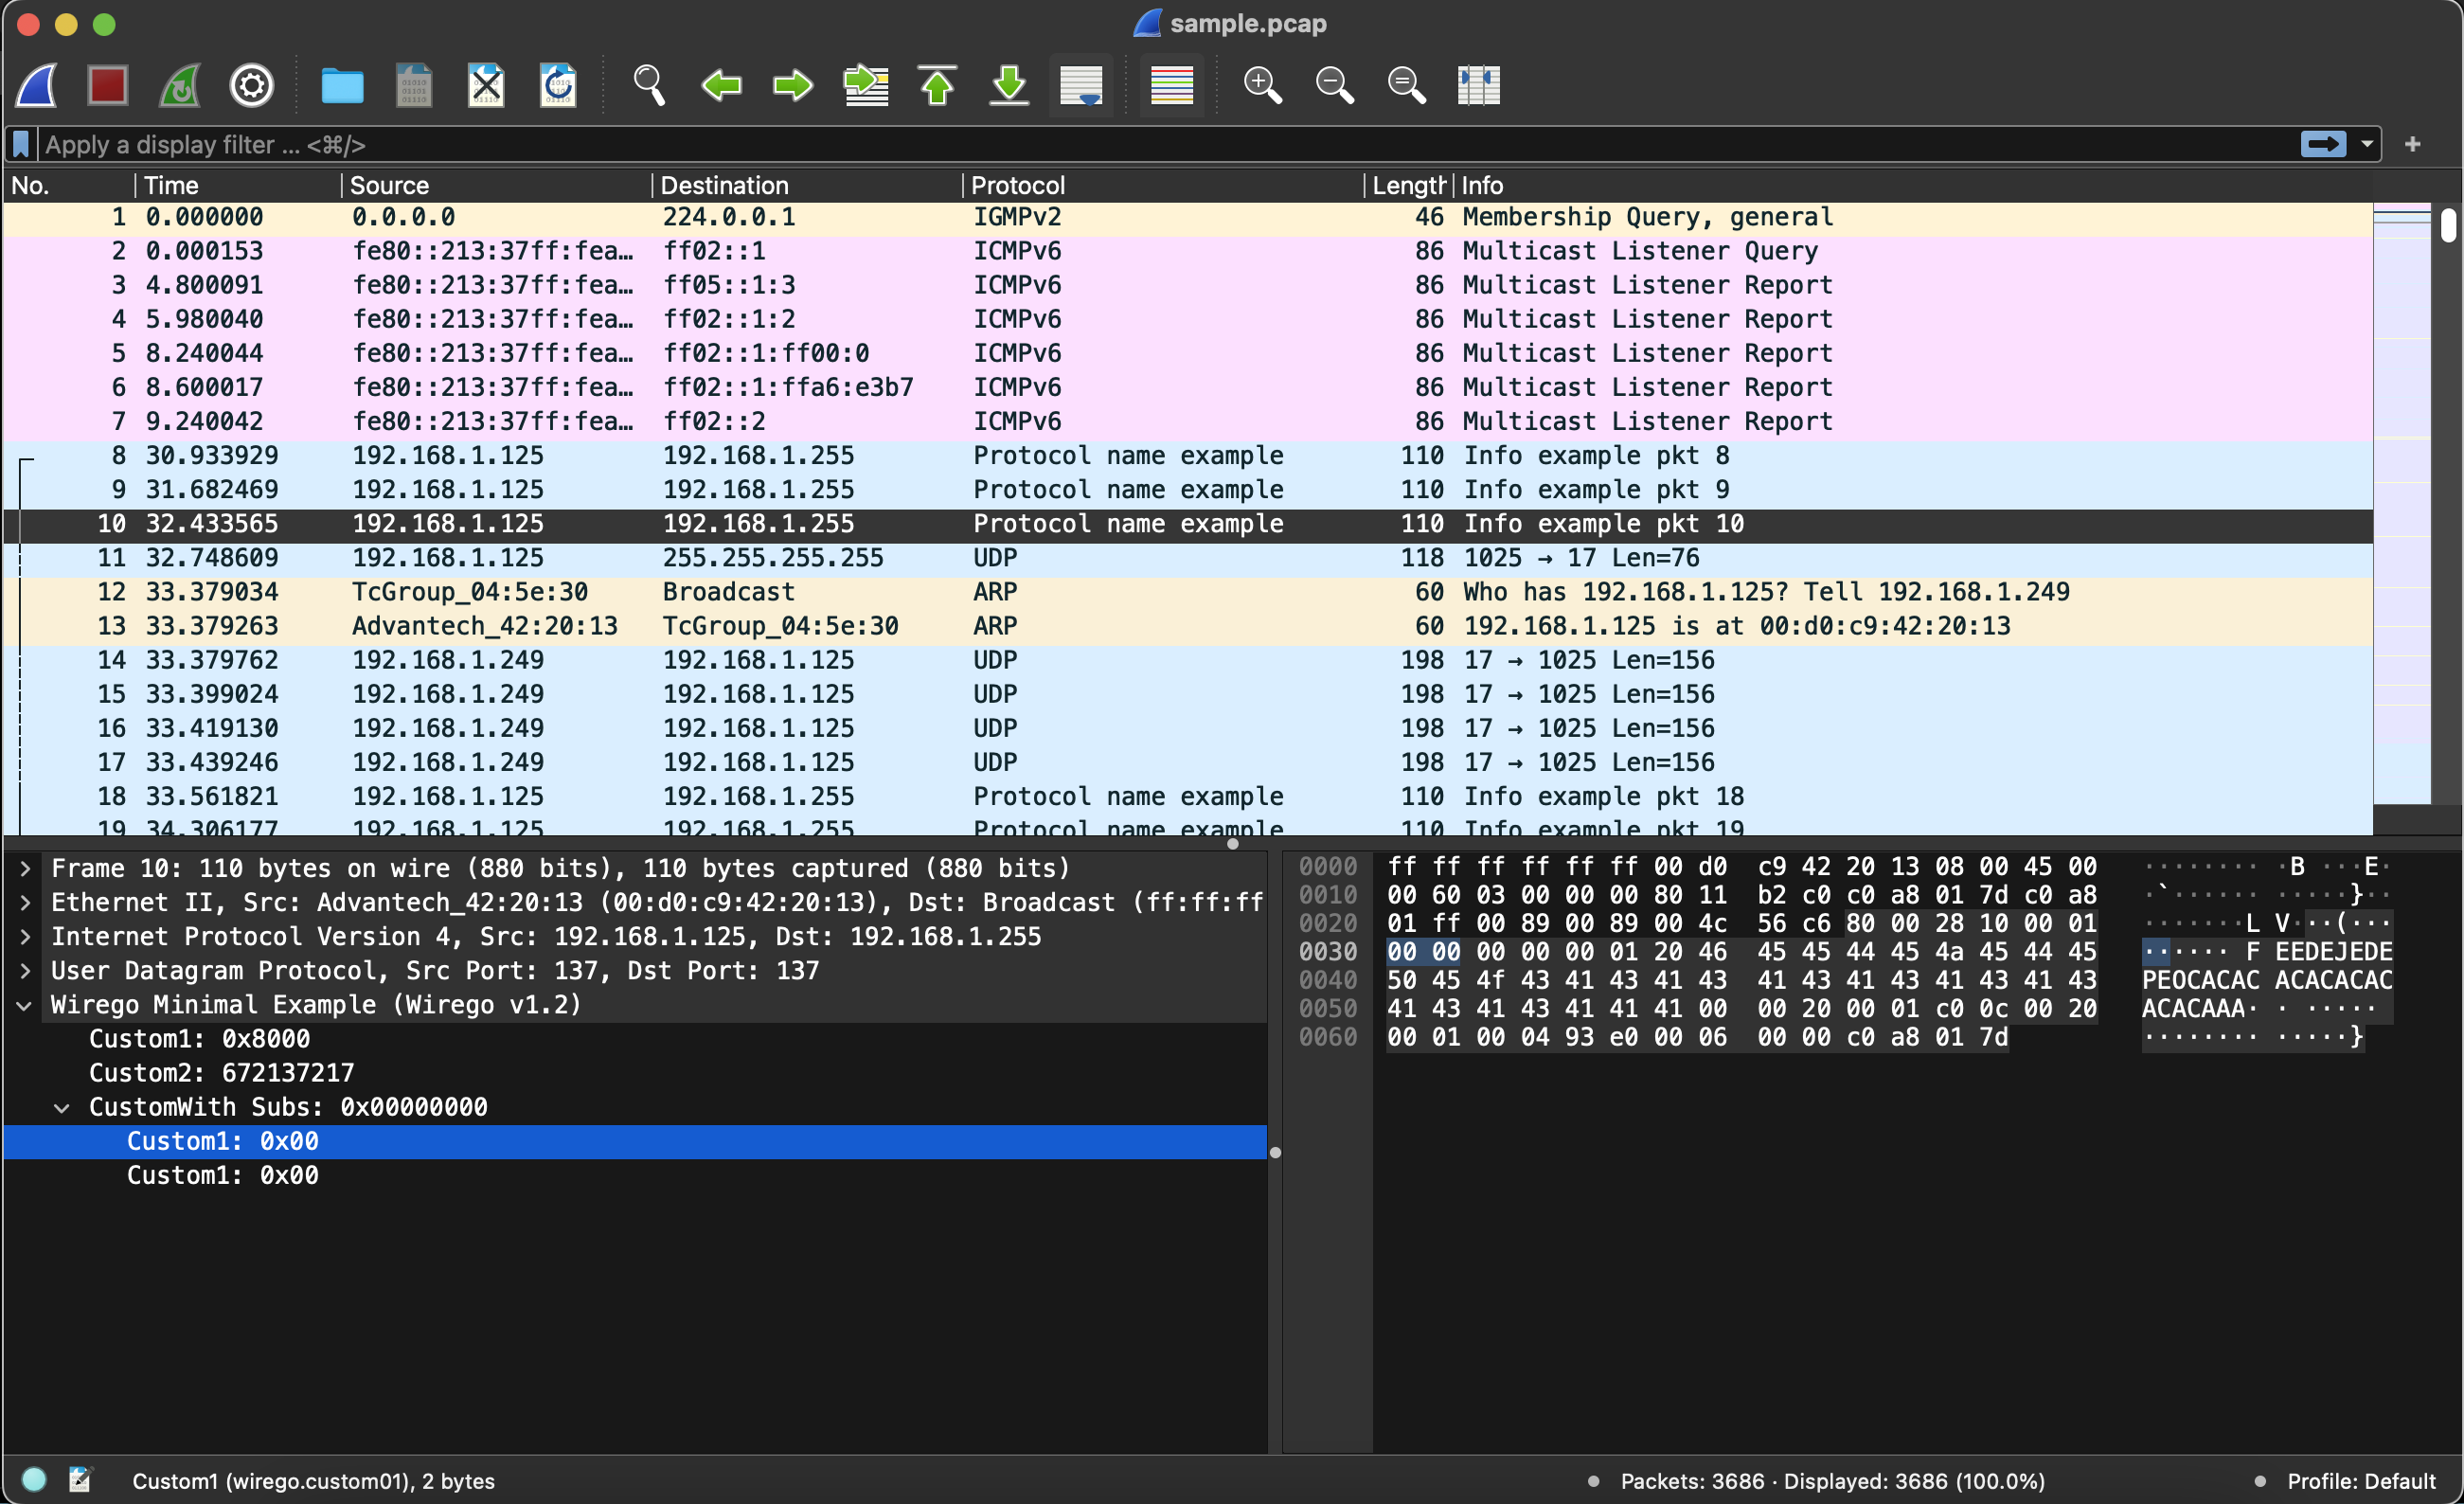 sample.pcap
Apply a display filter ... <⌘/>
No. Time Source Destination Protocol Length Info
1 0.000000 0.0.0.0 224.0.0.1 IGMPv2 46 Membership Query, general
2 0.000153 fe80::213:37ff:fea… ff02::1 ICMPv6 86 Multicast Listener Query
3 4.800091 fe80::213:37ff:fea… ff05::1:3 ICMPv6 86 Multicast Listener Report
4 5.980040 fe80::213:37ff:fea… ff02::1:2 ICMPv6 86 Multicast Listener Report
5 8.240044 fe80::213:37ff:fea… ff02::1:ff00:0 ICMPv6 86 Multicast Listener Report
6 8.600017 fe80::213:37ff:fea… ff02::1:ffa6:e3b7 ICMPv6 86 Multicast Listener Report
7 9.240042 fe80::213:37ff:fea… ff02::2 ICMPv6 86 Multicast Listener Report
8 30.933929 192.168.1.125 192.168.1.255 Protocol name example 110 Info example pkt 8
9 31.682469 192.168.1.125 192.168.1.255 Protocol name example 110 Info example pkt 9
10 32.433565 192.168.1.125 192.168.1.255 Protocol name example 110 Info example pkt 10
11 32.748609 192.168.1.125 255.255.255.255 UDP 118 1025 → 17 Len=76
12 33.379034 TcGroup_04:5e:30 Broadcast ARP 60 Who has 192.168.1.125? Tell 192.168.1.249
13 33.379263 Advantech_42:20:13 TcGroup_04:5e:30 ARP 60 192.168.1.125 is at 00:d0:c9:42:20:13
14 33.379762 192.168.1.249 192.168.1.125 UDP 198 17 → 1025 Len=156
15 33.399024 192.168.1.249 192.168.1.125 UDP 198 17 → 1025 Len=156
16 33.419130 192.168.1.249 192.168.1.125 UDP 198 17 → 1025 Len=156
17 33.439246 192.168.1.249 192.168.1.125 UDP 198 17 → 1025 Len=156
18 33.561821 192.168.1.125 192.168.1.255 Protocol name example 110 Info example pkt 18
19 34.306177 192.168.1.125 192.168.1.255 Protocol name example 110 Info example pkt 19
Frame 10: 110 bytes on wire (880 bits), 110 bytes captured (880 bits)
Ethernet II, Src: Advantech_42:20:13 (00:d0:c9:42:20:13), Dst: Broadcast (ff:ff:ff
Internet Protocol Version 4, Src: 192.168.1.125, Dst: 192.168.1.255
User Datagram Protocol, Src Port: 137, Dst Port: 137
Wirego Minimal Example (Wirego v1.2)
Custom1: 0x8000
Custom2: 672137217
CustomWith Subs: 0x00000000
Custom1: 0x00
Custom1: 0x00
0000 ff ff ff ff ff ff 00 d0 c9 42 20 13 08 00 45 00 ········ ·B ···E·
0010 00 60 03 00 00 00 80 11 b2 c0 c0 a8 01 7d c0 a8 ·`······ ·····}··
0020 01 ff 00 89 00 89 00 4c 56 c6 80 00 28 10 00 01 ·······L V···(···
0030 00 00 00 00 00 01 20 46 45 45 44 45 4a 45 44 45 ······ F EEDEJEDE
0040 50 45 4f 43 41 43 41 43 41 43 41 43 41 43 41 43 PEOCACAC ACACACAC
0050 41 43 41 43 41 41 41 00 00 20 00 01 c0 0c 00 20 ACACAAA· · ·····
0060 00 01 00 04 93 e0 00 06 00 00 c0 a8 01 7d ········ ·····}
Custom1 (wirego.custom01), 2 bytes
Packets: 3686 · Displayed: 3686 (100.0%)
Profile: Default